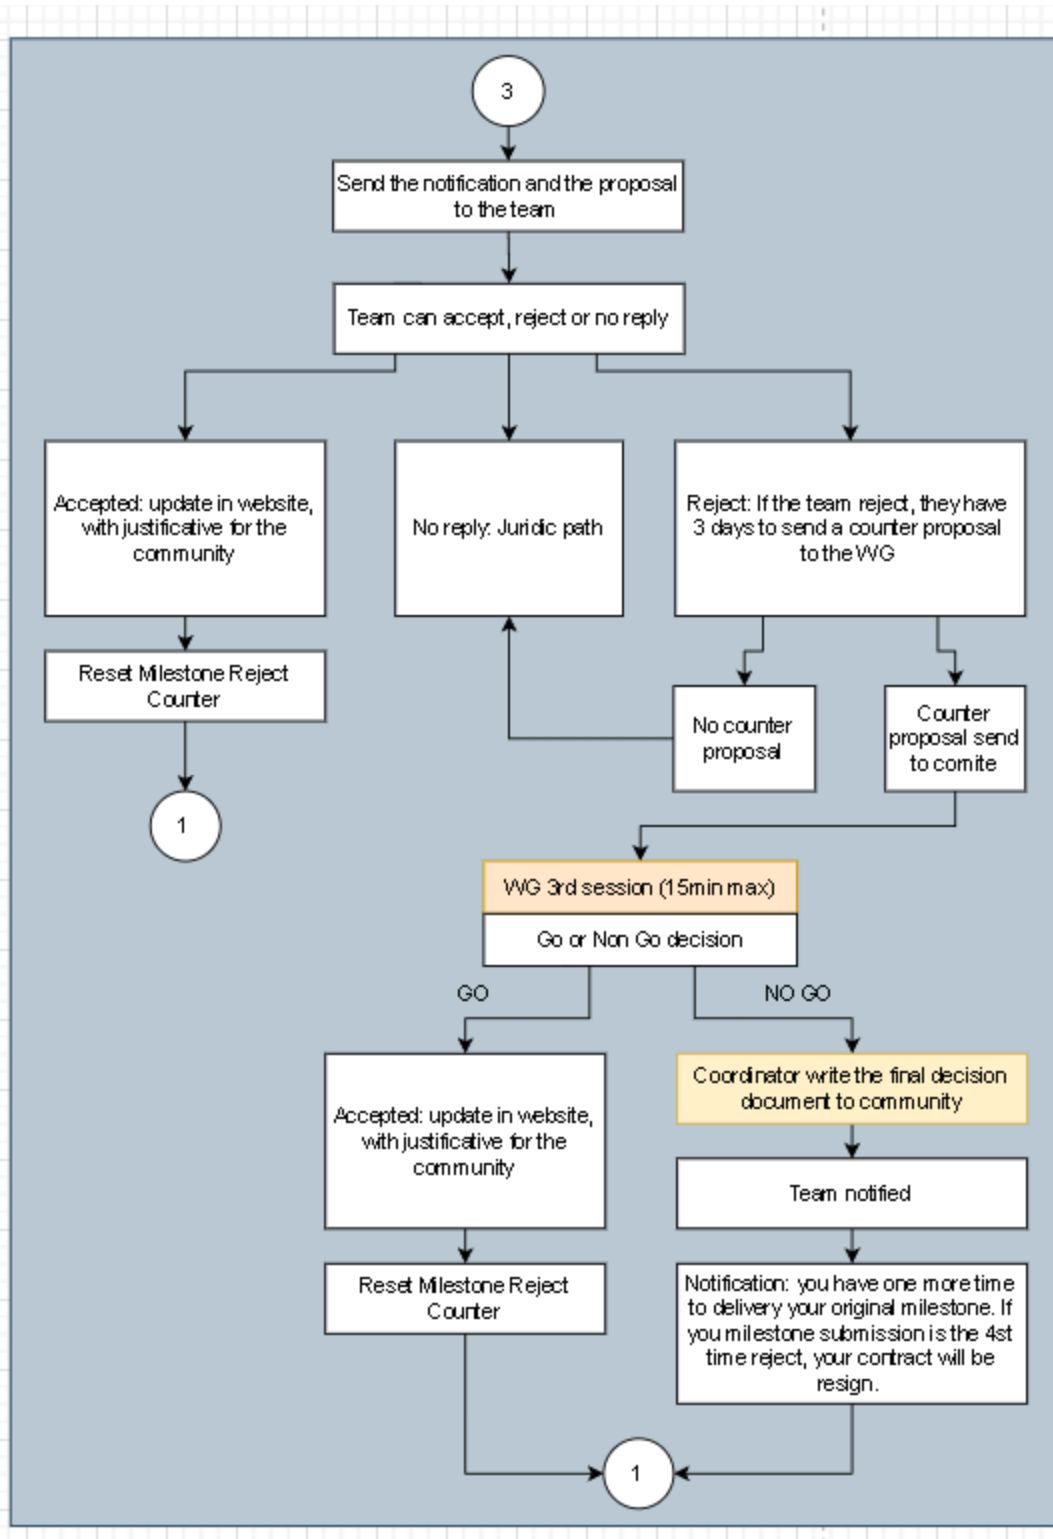 3
Send the notification and the proposal
to the team
Team can accept, reject or no reply
Accepted: update in website,
with justificative for the
community
No reply: Juridic path
Reject: If the team reject, they have
3 days to send a counter proposal
to the WG
Reset Milestone Reject
Counter
No counter
proposal
Counter
proposal send
to comite
1
WG 3rd session (15min max)
Go or Non Go decision
GO
NO GO
Accepted: update in website,
with justificative for the
community
Coordinator write the final decision
document to community
Team notified
Reset Milestone Reject
Counter
Notification: you have one more time
to delivery your original milestone. If
you milestone submission is the 4st
time reject, your contract will be
resign.
1